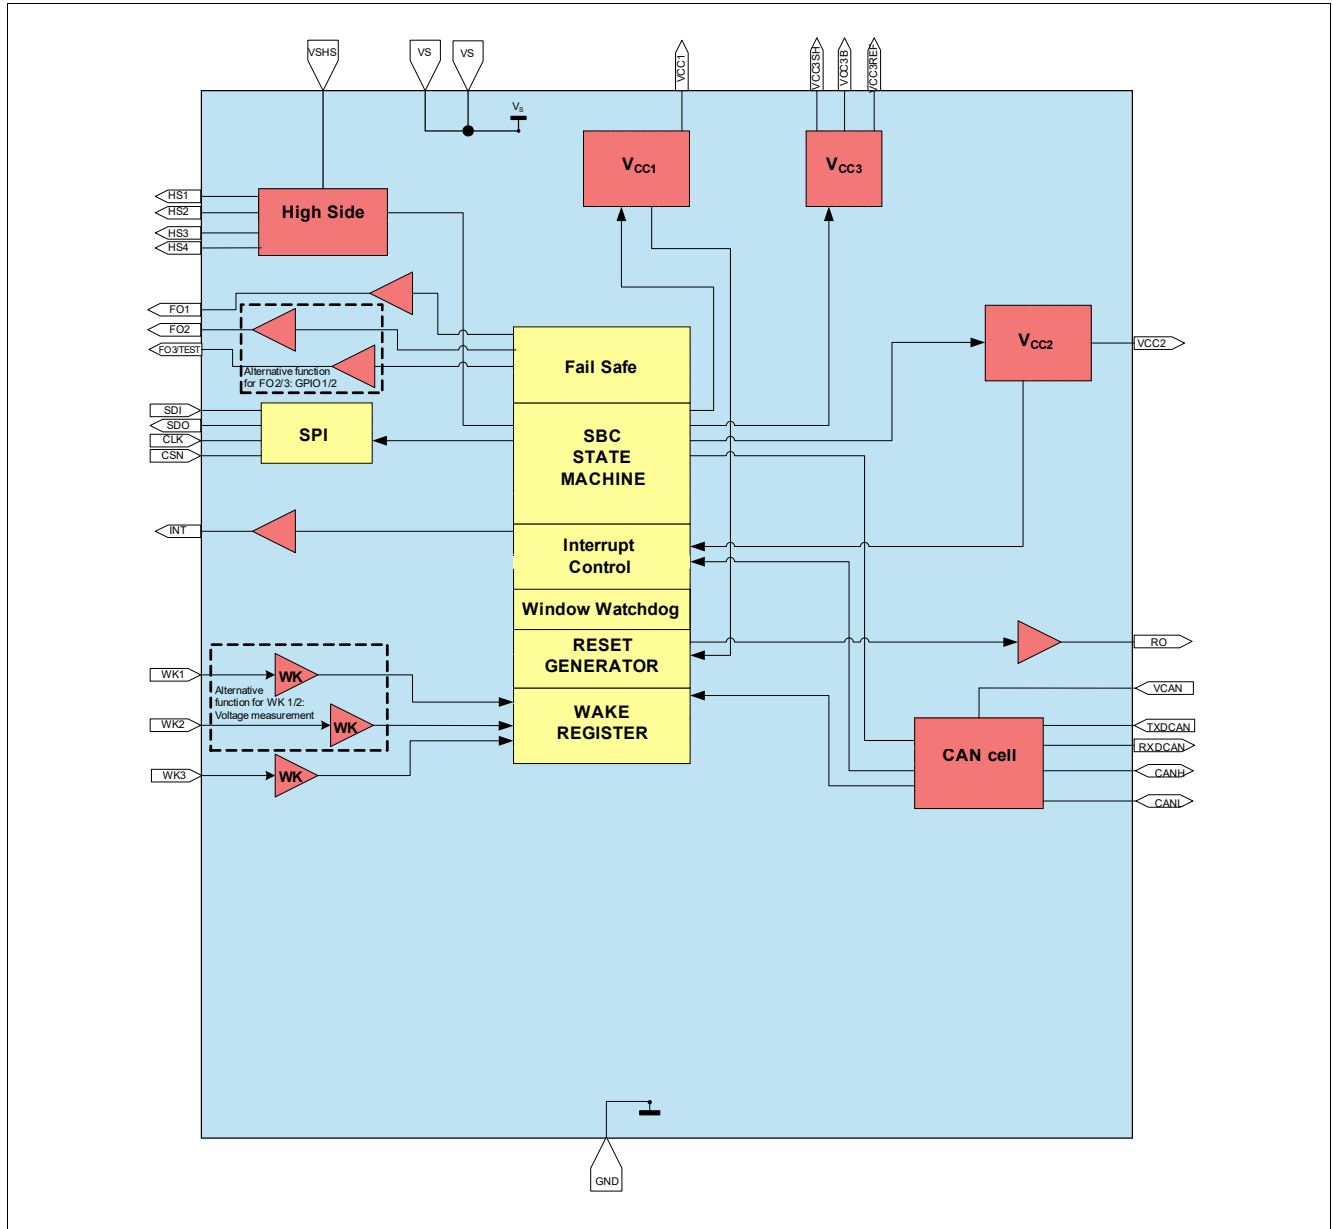 VSHS
VS
VS
VCC1
VCC3SH
VCC3B
VCC3REF
VS
VCC1
VCC3
HS1
HS2
HS3
HS4
High Side
FO1
FO2
FO3/TEST
Alternative function
for FO2/3: GPIO1/2
Fail Safe
VCC2
VCC2
SDI
SDO
CLK
CSN
SPI
SBC
STATE
MACHINE
INT
Interrupt
Control
Window Watchdog
RESET
GENERATOR
RO
WK1
WK
Alternative
function for WK 1/2:
Voltage measurement
WK2
WK
WK3
WK
WAKE
REGISTER
VCAN
TXDCAN
RXDCAN
CANH
CANL
CAN cell
GND